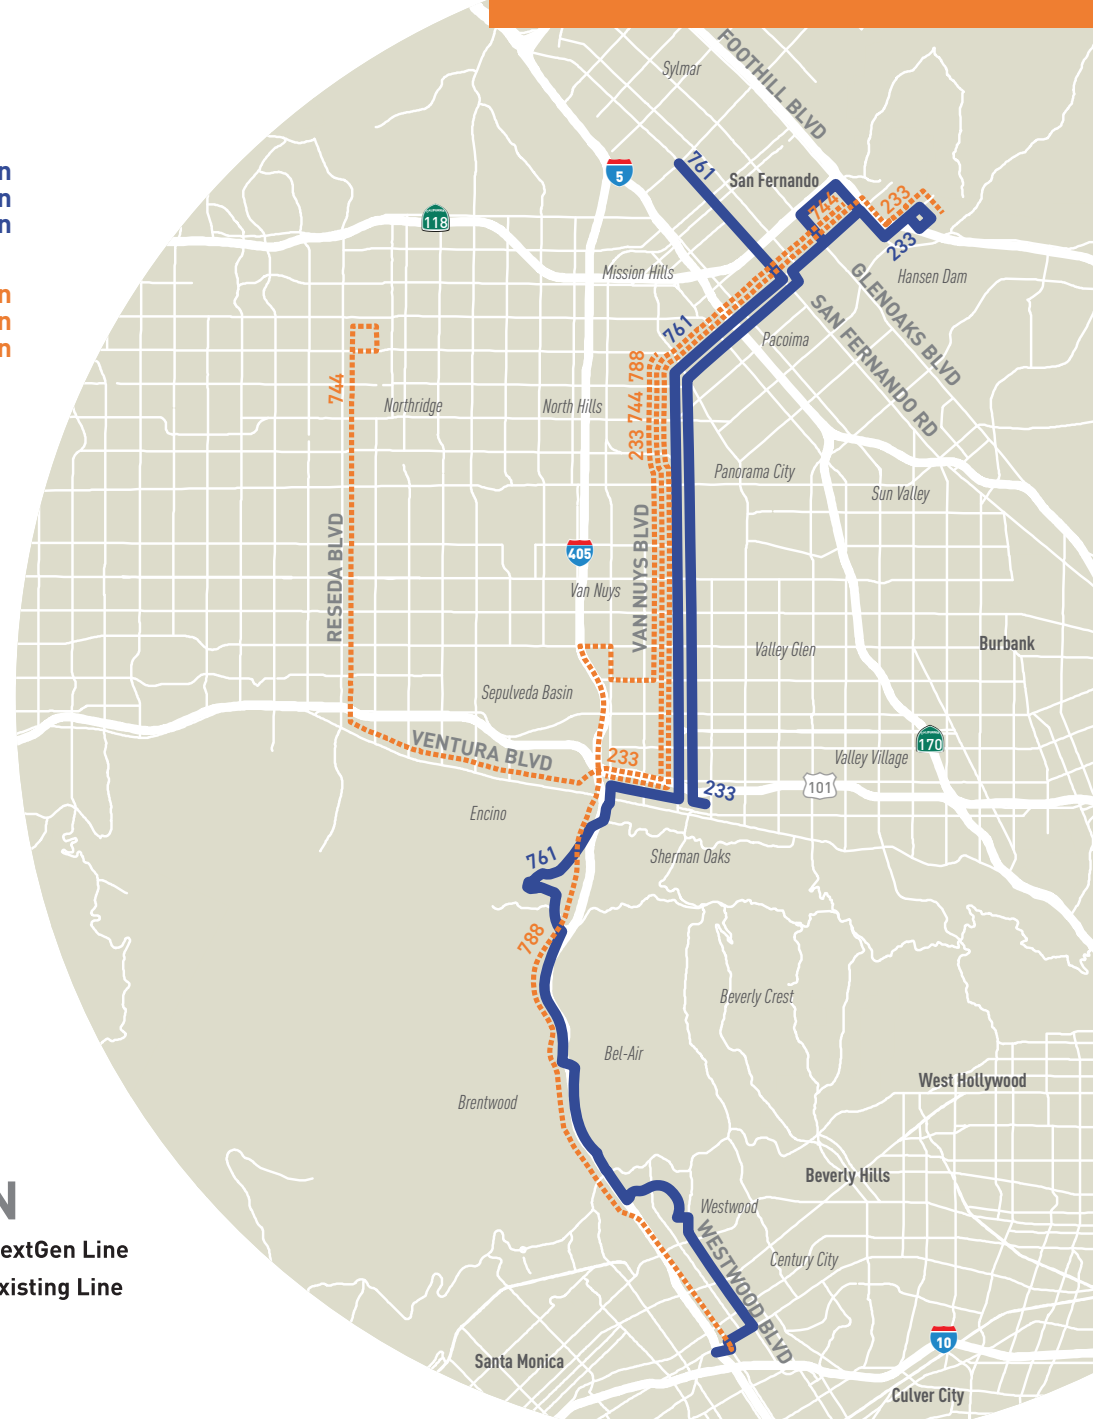 FOOTHILL BLVD
Sylmar
761
5
San Fernando
744
233
233
118
Mission Hills
Hansen Dam
GLENOAKS BLVD
SAN FERNANDO RD
761
Pacoima
788
744
233
744
Northridge
North Hills
Panorama City
Sun Valley
RESEDA BLVD
VAN NUYS BLVD
405
Van Nuys
Burbank
Valley Glen
Sepulveda Basin
VENTURA BLVD
233
170
Valley Village
101
233
Encino
761
Sherman Oaks
788
Beverly Crest
Bel-Air
West Hollywood
Brentwood
Beverly Hills
Westwood
WESTWOOD BLVD
Century City
10
Santa Monica
Culver City
n
n
n
n
n
n
N
extGen Line
xisting Line